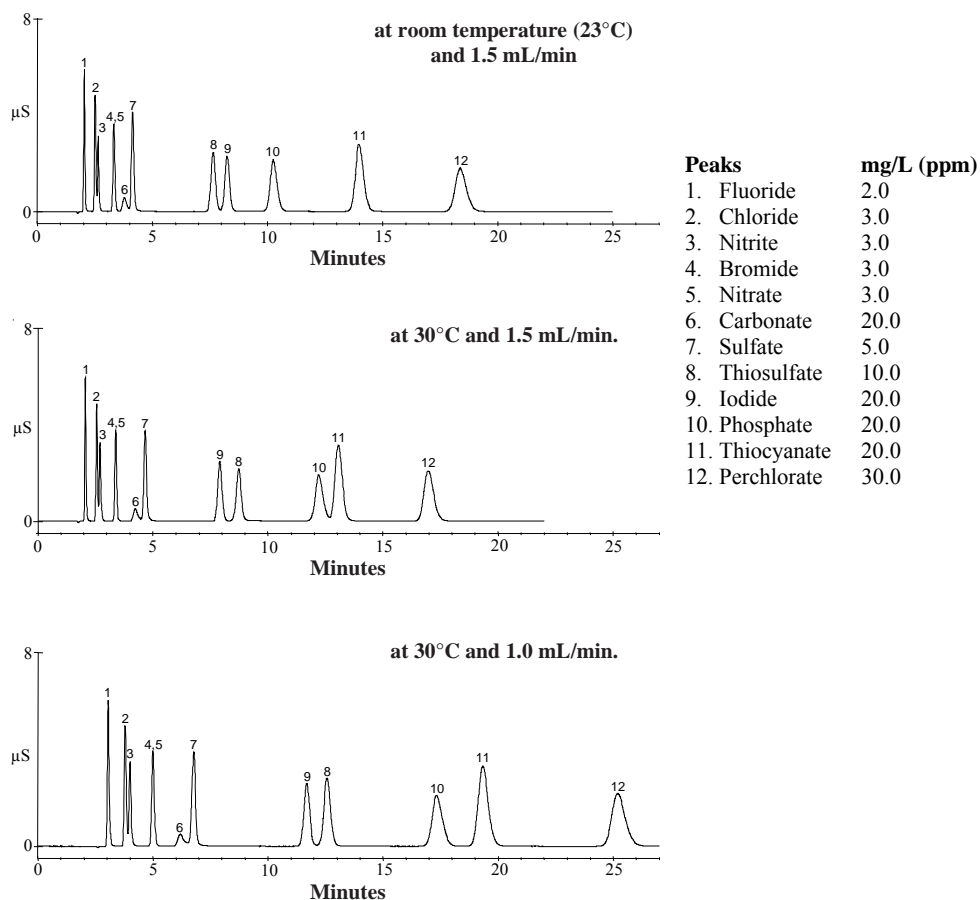 8
at room temperature (23°C)
and 1.5 mL/min
1
2
3
4,5
6
7
8
9
10
11
12
µS
0
0 5 10 15 20 25
Minutes
Peaks mg/L (ppm)
1. Fluoride 2.0
2. Chloride 3.0
3. Nitrite 3.0
4. Bromide 3.0
5. Nitrate 3.0
6. Carbonate 20.0
7. Sulfate 5.0
8. Thiosulfate 10.0
9. Iodide 20.0
10. Phosphate 20.0
11. Thiocyanate 20.0
12. Perchlorate 30.0
8
at 30°C and 1.5 mL/min.
1
2
3
4,5
6
7
9
8
10
11
12
µS
0
0 5 10 15 20 25
Minutes
8
at 30°C and 1.0 mL/min.
1
2
3
4,5
6
7
9
8
10
11
12
µS
0
0 5 10 15 20 25
Minutes